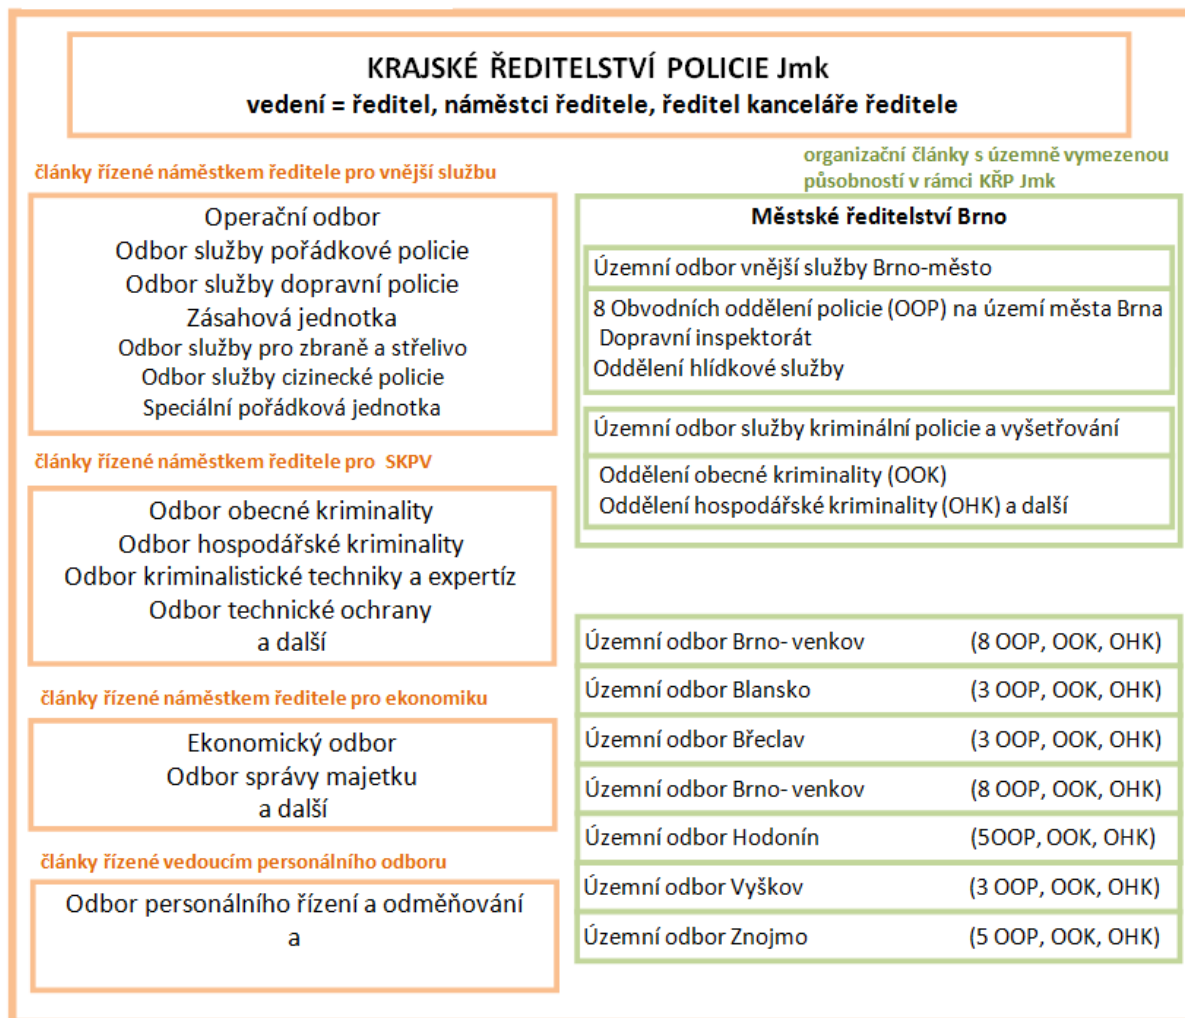 KRAJSKÉ ŘEDITELSTVÍ POLICIE Jmk
vedení = ředitel, náměstci ředitele, ředitel kanceláře ředitele
články řízené náměstkem ředitele pro vnější službu
Operační odbor
Odbor služby pořádkové policie
Odbor služby dopravní policie
Zásahová jednotka
Odbor služby pro zbraně a střelivo
Odbor služby cizinecké policie
Speciální pořádková jednotka
články řízené náměstkem ředitele pro SKPV
Odbor obecné kriminality
Odbor hospodářské kriminality
Odbor kriminalistické techniky a expertíz
Odbor technické ochrany
a další
články řízené náměstkem ředitele pro ekonomiku
Ekonomický odbor
Odbor správy majetku
a další
články řízené vedoucím personálního odboru
Odbor personálního řízení a odměňování
a
organizační články s územně vymezenou
působností v rámci KŘP Jmk
Městské ředitelství Brno
Územní odbor vnější služby Brno-město
8 Obvodních oddělení policie (OOP) na území města Brna
Dopravní inspektorát
Oddělení hlídkové služby
Územní odbor služby kriminální policie a vyšetřování
Oddělení obecné kriminality (OOK)
Oddělení hospodářské kriminality (OHK) a další
Územní odbor Brno- venkov (8 OOP, OOK, OHK)
Územní odbor Blansko (3 OOP, OOK, OHK)
Územní odbor Břeclav (3 OOP, OOK, OHK)
Územní odbor Brno- venkov (8 OOP, OOK, OHK)
Územní odbor Hodonín (5OOP, OOK, OHK)
Územní odbor Vyškov (3 OOP, OOK, OHK)
Územní odbor Znojmo (5 OOP, OOK, OHK)